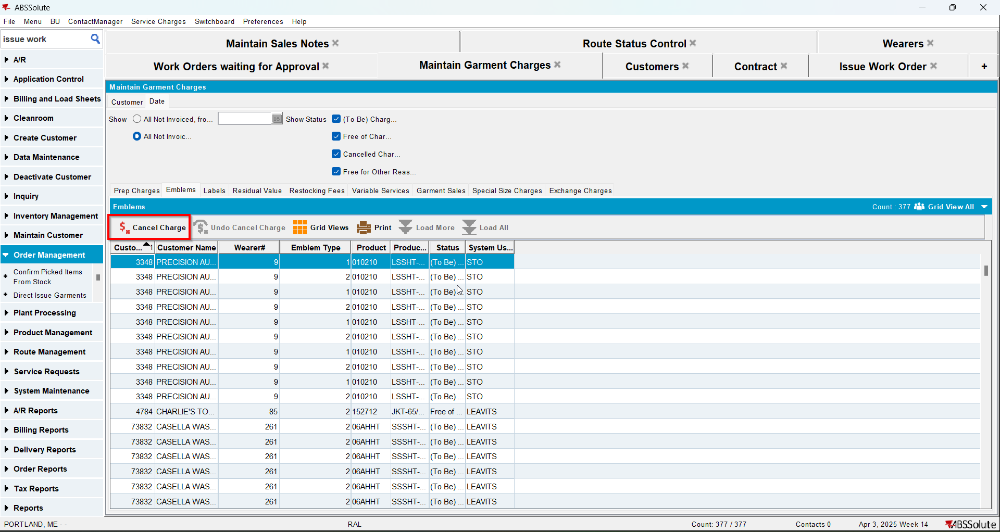 ABSSolute
File Menu BU ContactManager Service Charges Switchboard Preferences Help
issue work
Maintain Sales Notes
Route Status Control
Wearers
Work Orders waiting for Approval
Maintain Garment Charges
Customers
Contract
Issue Work Order
+
A/R
Application Control
Billing and Load Sheets
Cleanroom
Create Customer
Data Maintenance
Deactivate Customer
Inquiry
Inventory Management
Maintain Customer
Order Management
Confirm Picked Items
From Stock
Direct Issue Garments
Plant Processing
Product Management
Route Management
Service Requests
System Maintenance
A/R Reports
Billing Reports
Delivery Reports
Order Reports
Tax Reports
Reports
Maintain Garment Charges
Customer Date
Show All Not Invoiced, fro... 16 Show Status (To Be) Charg...
All Not Invoic... Free of Char...
Cancelled Char...
Free for Other Reas...
Prep Charges Emblems Labels Residual Value Restocking Fees Variable Services Garment Sales Special Size Charges Exchange Charges
Emblems Count : 377 Grid View All
Cancel Charge Undo Cancel Charge Grid Views Print Load More Load All
Custo... 1 Customer Name Wearer# Emblem Type Product Produc... Status System Us...
3348 PRECISION AU... 9 1 010210 LSSHT-... (To Be) ... STO
3348 PRECISION AU... 9 2 010210 LSSHT-... (To Be) ... STO
3348 PRECISION AU... 9 1 010210 LSSHT-... (To Be) ... STO
3348 PRECISION AU... 9 2 010210 LSSHT-... (To Be) ... STO
3348 PRECISION AU... 9 1 010210 LSSHT-... (To Be) ... STO
3348 PRECISION AU... 9 2 010210 LSSHT-... (To Be) ... STO
3348 PRECISION AU... 9 1 010210 LSSHT-... (To Be) ... STO
3348 PRECISION AU... 9 2 010210 LSSHT-... (To Be) ... STO
3348 PRECISION AU... 9 1 010210 LSSHT-... (To Be) ... STO
3348 PRECISION AU... 9 2 010210 LSSHT-... (To Be) ... STO
4784 CHARLIE'S TO... 85 2 152712 JKT-65/... Free of ... LEAVITS
73832 CASELLA WAS... 261 2 06AHHT SSSHT-... (To Be) ... LEAVITS
73832 CASELLA WAS... 261 2 06AHHT SSSHT-... (To Be) ... LEAVITS
73832 CASELLA WAS... 261 2 06AHHT SSSHT-... (To Be) ... LEAVITS
73832 CASELLA WAS... 261 2 06AHHT SSSHT-... (To Be) ... LEAVITS
73832 CASELLA WAS... 261 2 06AHHT SSSHT-... (To Be) ... LEAVITS
73832 CASELLA WAS... 261 2 06AHHT SSSHT-... (To Be) ... LEAVITS
PORTLAND, ME - - RAL Count: 377 / 377 Contacts 0 Apr 3, 2025 Week 14 ABSSolute